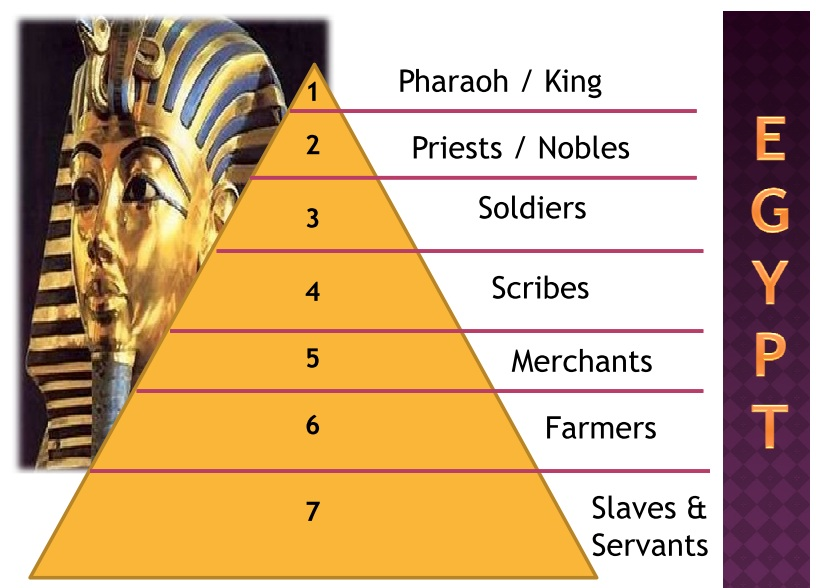 1
Pharaoh / King
2
Priests / Nobles
3
Soldiers
4
Scribes
5
Merchants
6
Farmers
7
Slaves &
Servants
E
G
Y
P
T